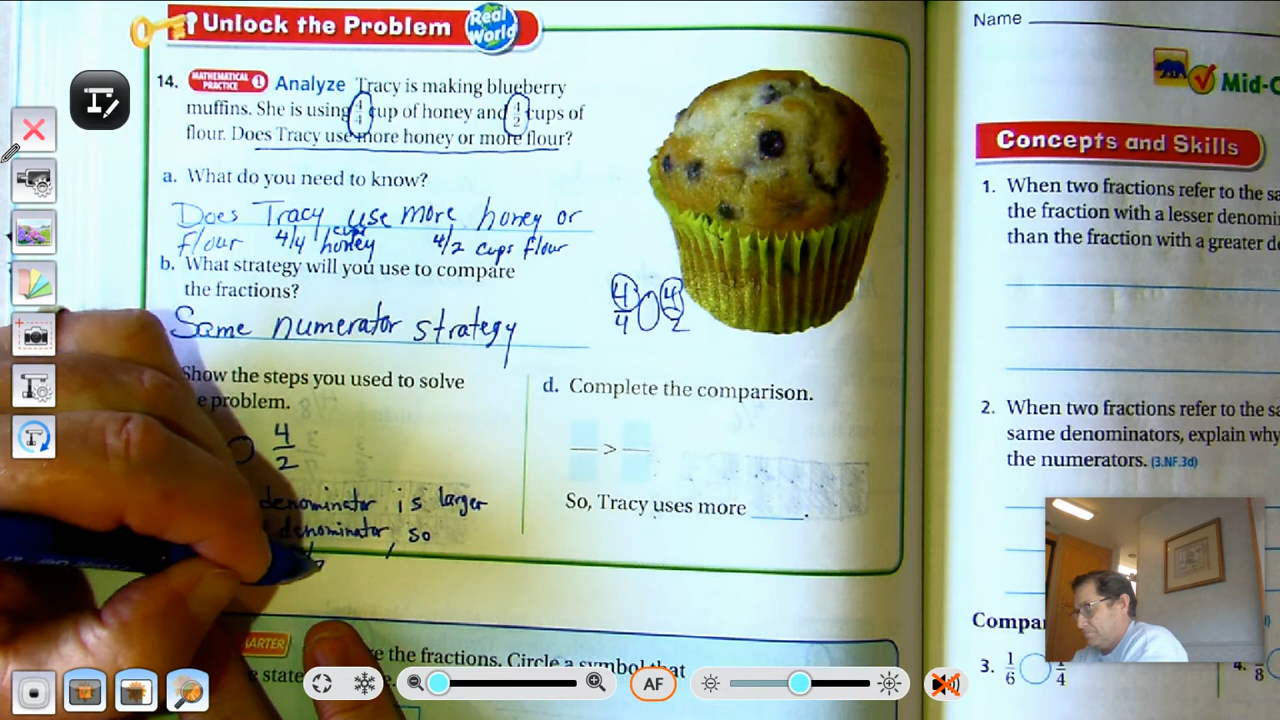 Unlock the Problem
Real World
14. MATHEMATICAL PRACTICE 1 Analyze Tracy is making blueberry
muffins. She is using 4/4 cup of honey and 4/2 cups of
flour. Does Tracy use more honey or more flour?
a. What do you need to know?
Does Tracy use more honey or
flour 4/4 cup honey 4/2 cups flour
b. What strategy will you use to compare
the fractions?
Same numerator strategy
4/4 4/2
Show the steps you used to solve
problem.
4/2
denominator is larger
denominator, so
d. Complete the comparison.
__ > __
So, Tracy uses more ____.
the fractions. Circle a symbol that
Name
Mid-C
Concepts and Skills
1. When two fractions refer to the sa
the fraction with a lesser denomi
than the fraction with a greater de
2. When two fractions refer to the sa
same denominators, explain why
the numerators. (3.NF.3d)
Compa
3. 1/6 1/4
4. /8
AF